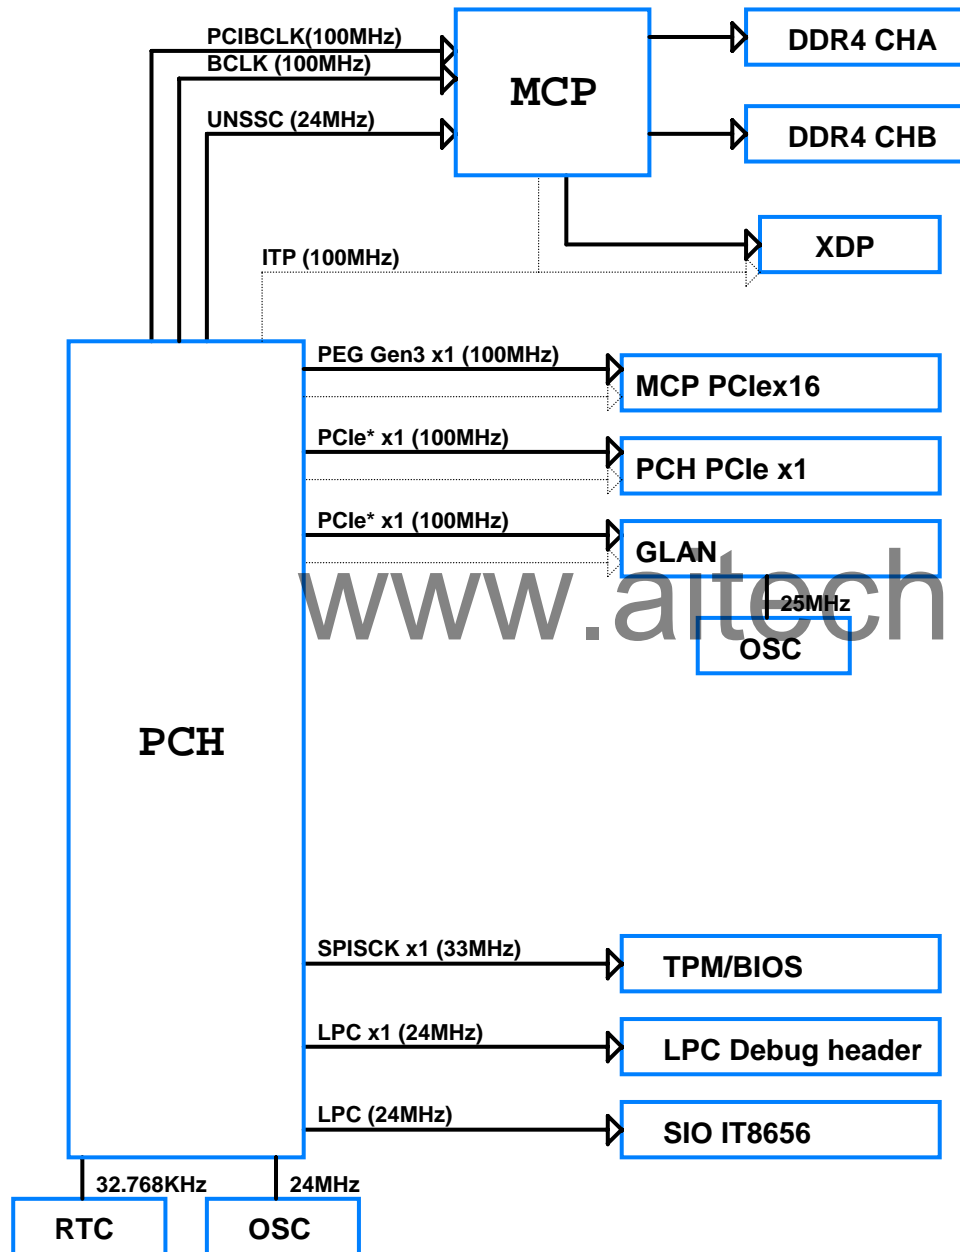 PCIBCLK(100MHz)
BCLK (100MHz)
UNSSC (24MHz)
MCP
DDR4 CHA
DDR4 CHB
XDP
ITP (100MHz)
PEG Gen3 x1 (100MHz)
MCP PCIex16
PCIe* x1 (100MHz)
PCH PCIe x1
PCIe* x1 (100MHz)
GLAN
www.aitech
25MHz
OSC
PCH
SPISCK x1 (33MHz)
TPM/BIOS
LPC x1 (24MHz)
LPC Debug header
LPC (24MHz)
SIO IT8656
32.768KHz
24MHz
RTC
OSC